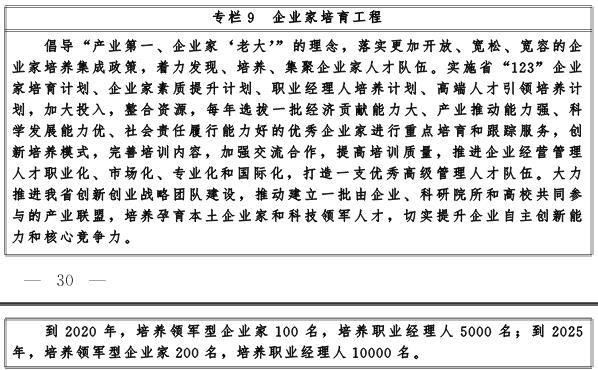 专栏 9　企业家培育工程
倡导“产业第一、企业家‘老大’”的理念，落实更加开放、宽松、宽容的企
业家培养集成政策，着力发现、培养、集聚企业家人才队伍。实施省“123”企业
家培育计划、企业家素质提升计划、职业经理人培养计划、高端人才引领培养计
划，加大投入，整合资源，每年选拔一批经济贡献能力大、产业推动能力强、科
学发展能力优、社会责任履行能力好的优秀企业家进行重点培育和跟踪服务，创
新培养模式，完善培训内容，加强交流合作，提高培训质量，推进企业经营管理
人才职业化、市场化、专业化和国际化，打造一支优秀高级管理人才队伍。大力
推进我省创新创业战略团队建设，推动建立一批由企业、科研院所和高校共同参
与的产业联盟，培养孕育本土企业家和科技领军人才，切实提升企业自主创新能
力和核心竞争力。
— 30 —
到 2020 年，培养领军型企业家 100 名，培养职业经理人 5000 名；到 2025
年，培养领军型企业家 200 名，培养职业经理人 10000 名。